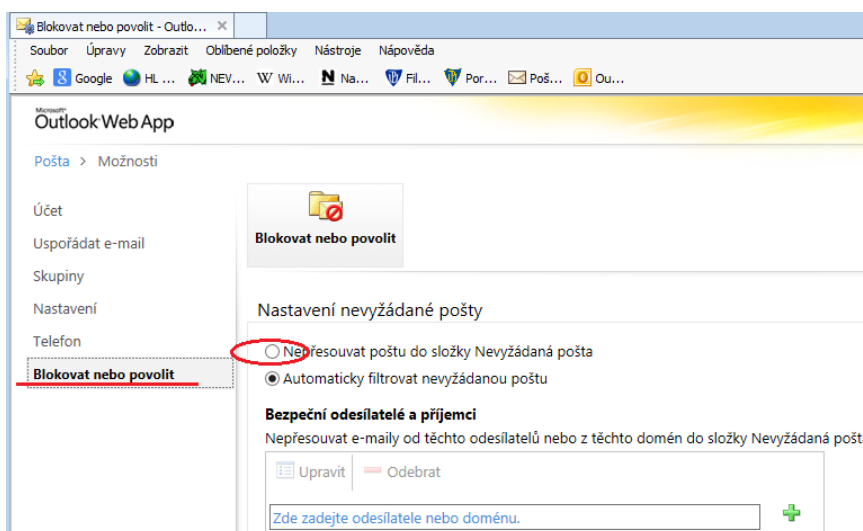 Blokovat nebo povolit - Outlo...
Soubor Úpravy Zobrazit Oblíbené položky Nástroje Nápověda
Google HL ... NEV... W Wi... N Na... Fil... Por... Poš... Ou...
Microsoft®
Outlook Web App
Pošta > Možnosti
Účet
Uspořádat e-mail
Skupiny
Nastavení
Telefon
Blokovat nebo povolit
Blokovat nebo povolit
Nastavení nevyžádané pošty
Nepřesouvat poštu do složky Nevyžádaná pošta
Automaticky filtrovat nevyžádanou poštu
Bezpeční odesílatelé a příjemci
Nepřesouvat e-maily od těchto odesílatelů nebo z těchto domén do složky Nevyžádaná pošta
Upravit Odebrat
Zde zadejte odesílatele nebo doménu.